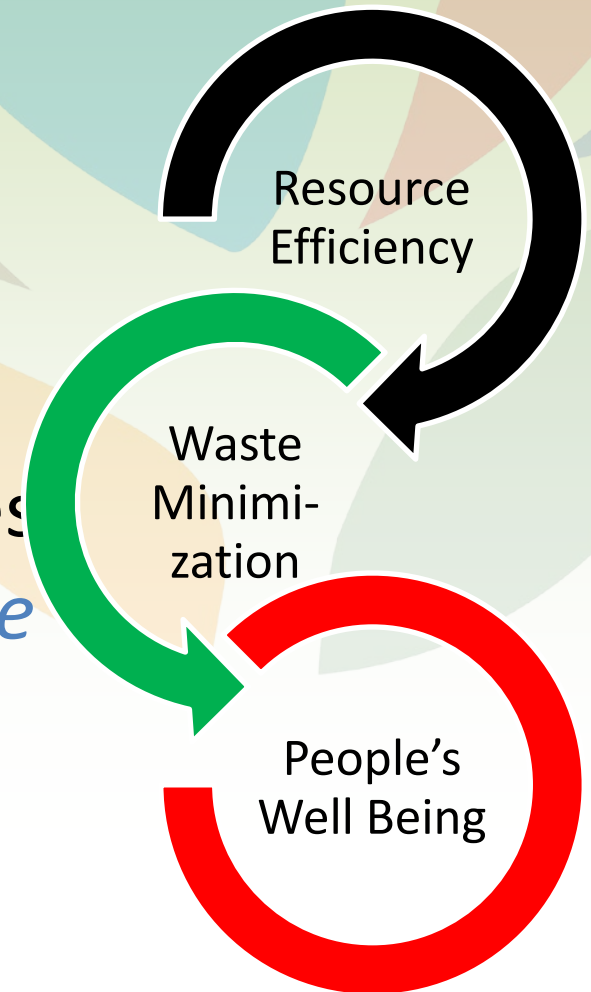 Resource
Efficiency
Waste
Minimi-
zation
People's
Well Being